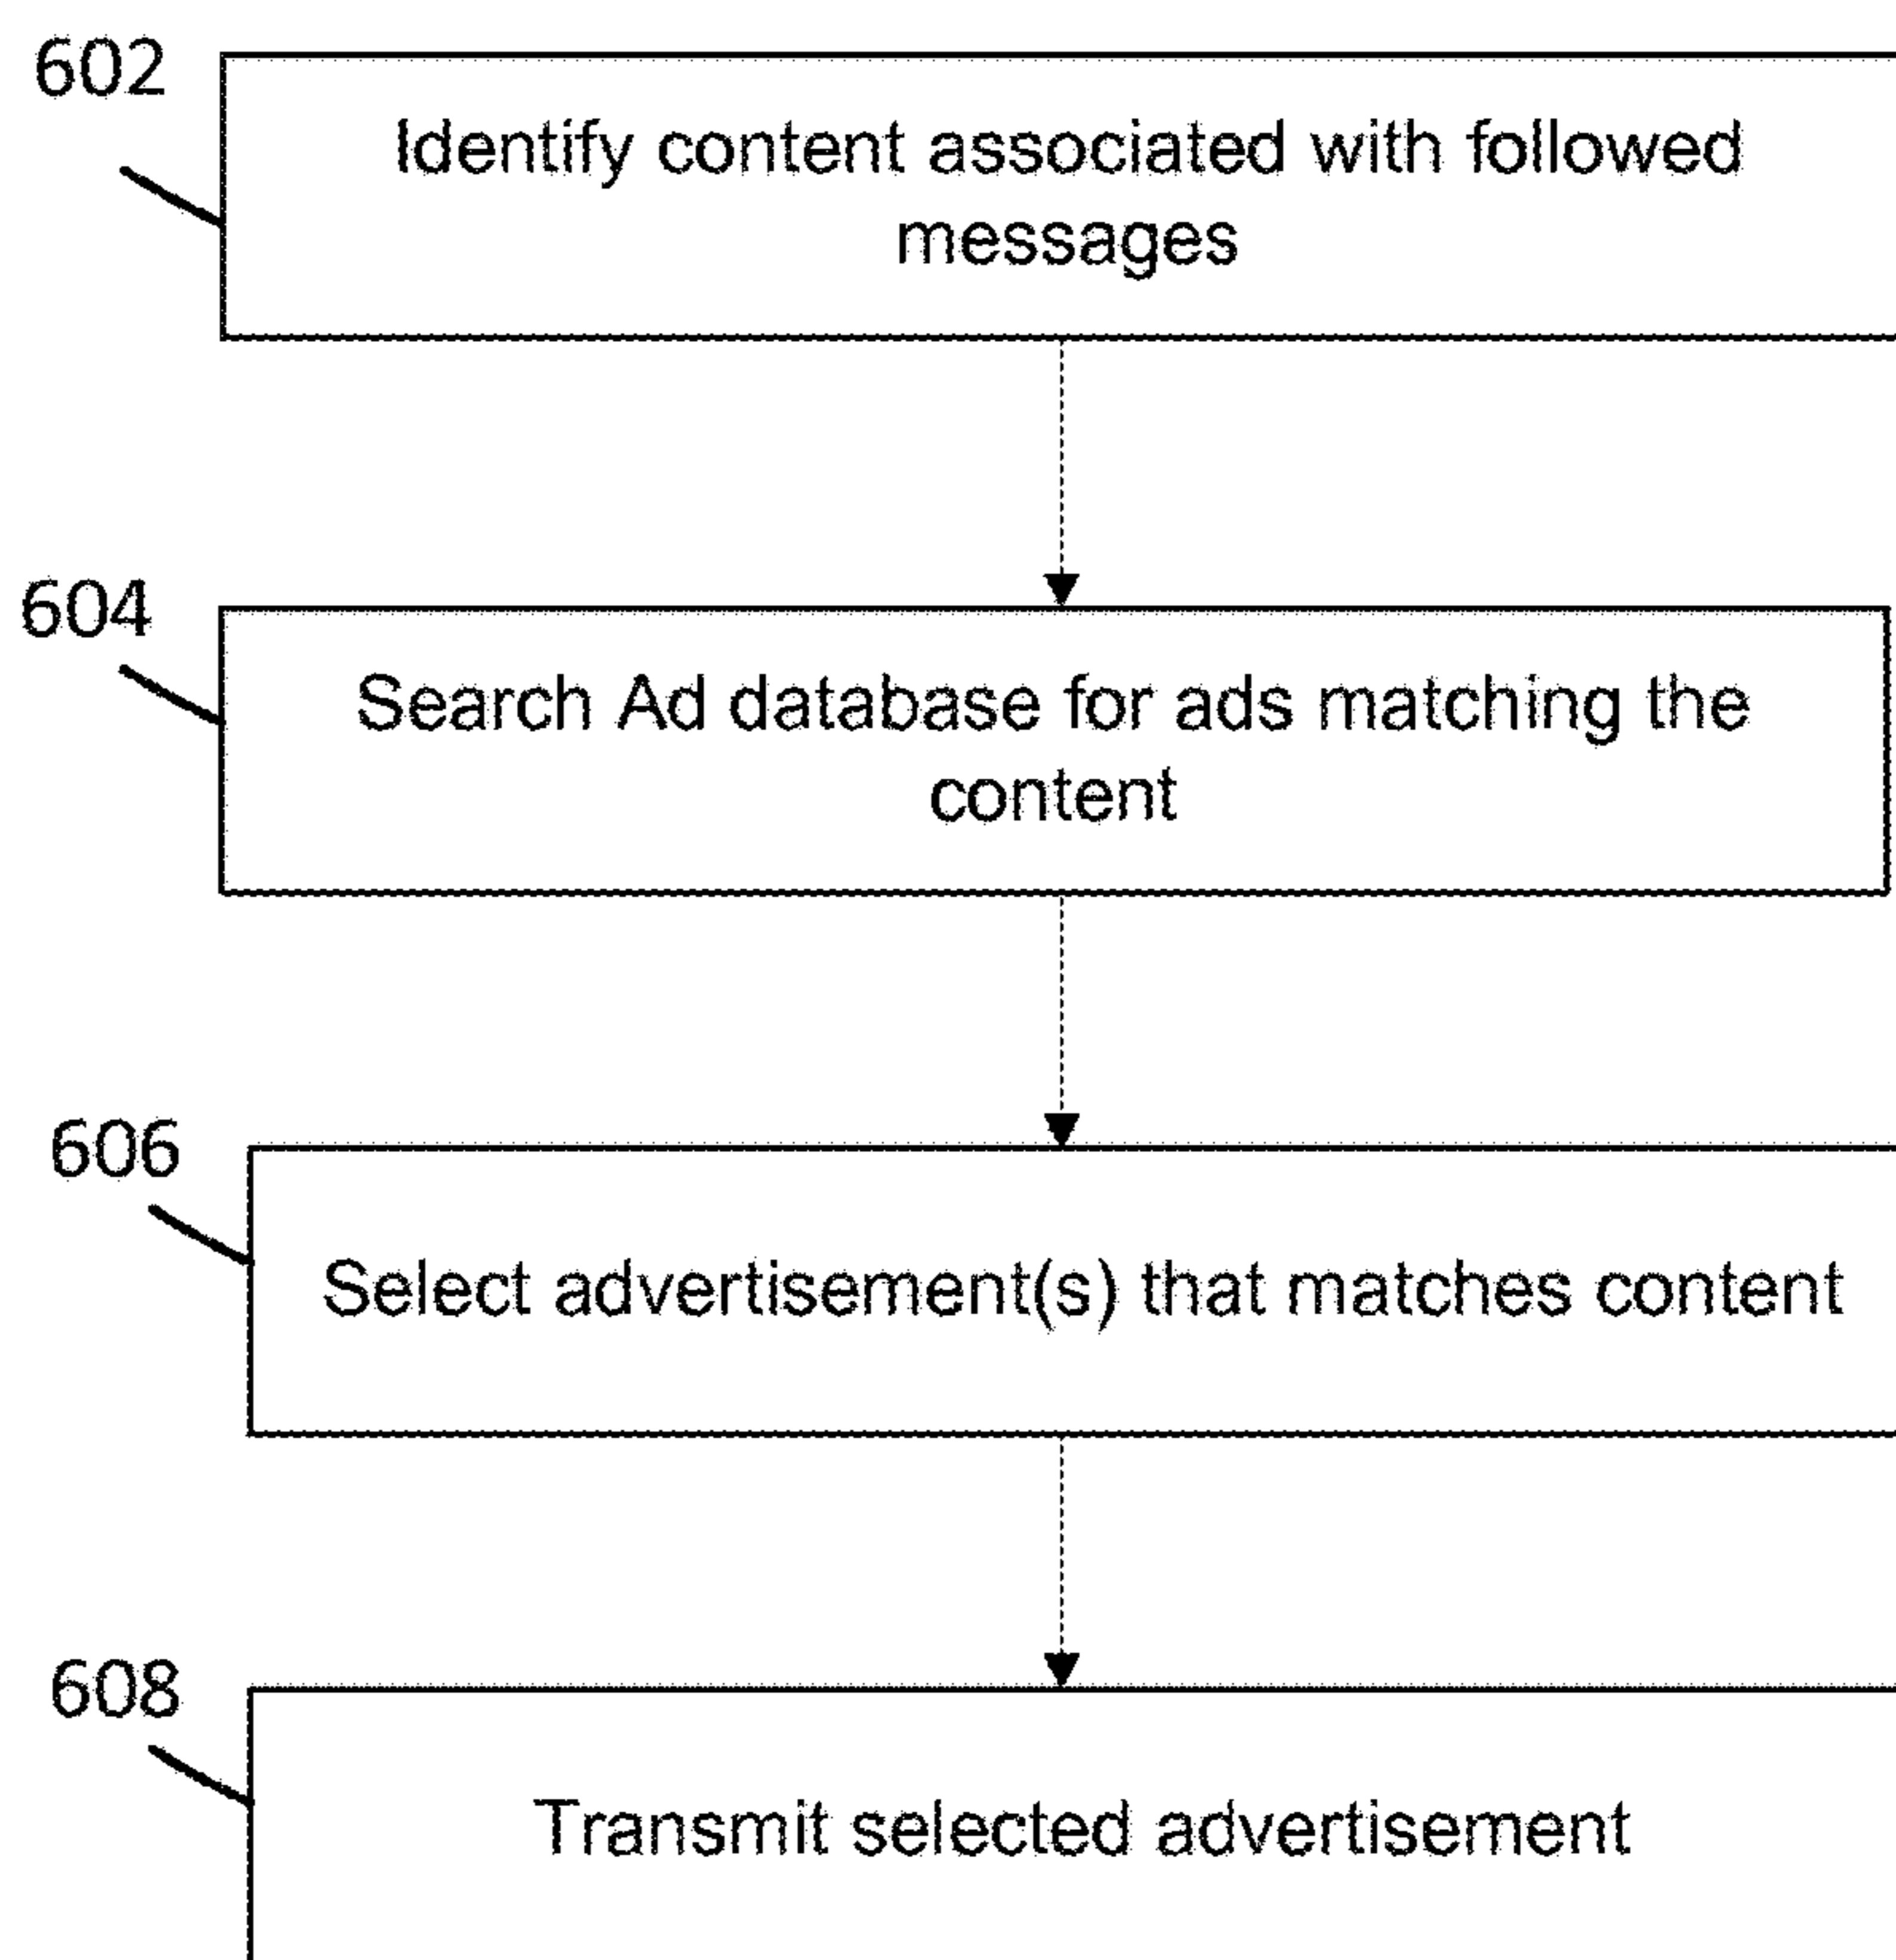 602
Identify content associated with followed
messages
604
Search Ad database for ads matching the
content
606
Select advertisement(s) that matches content
608
Transmit selected advertisement